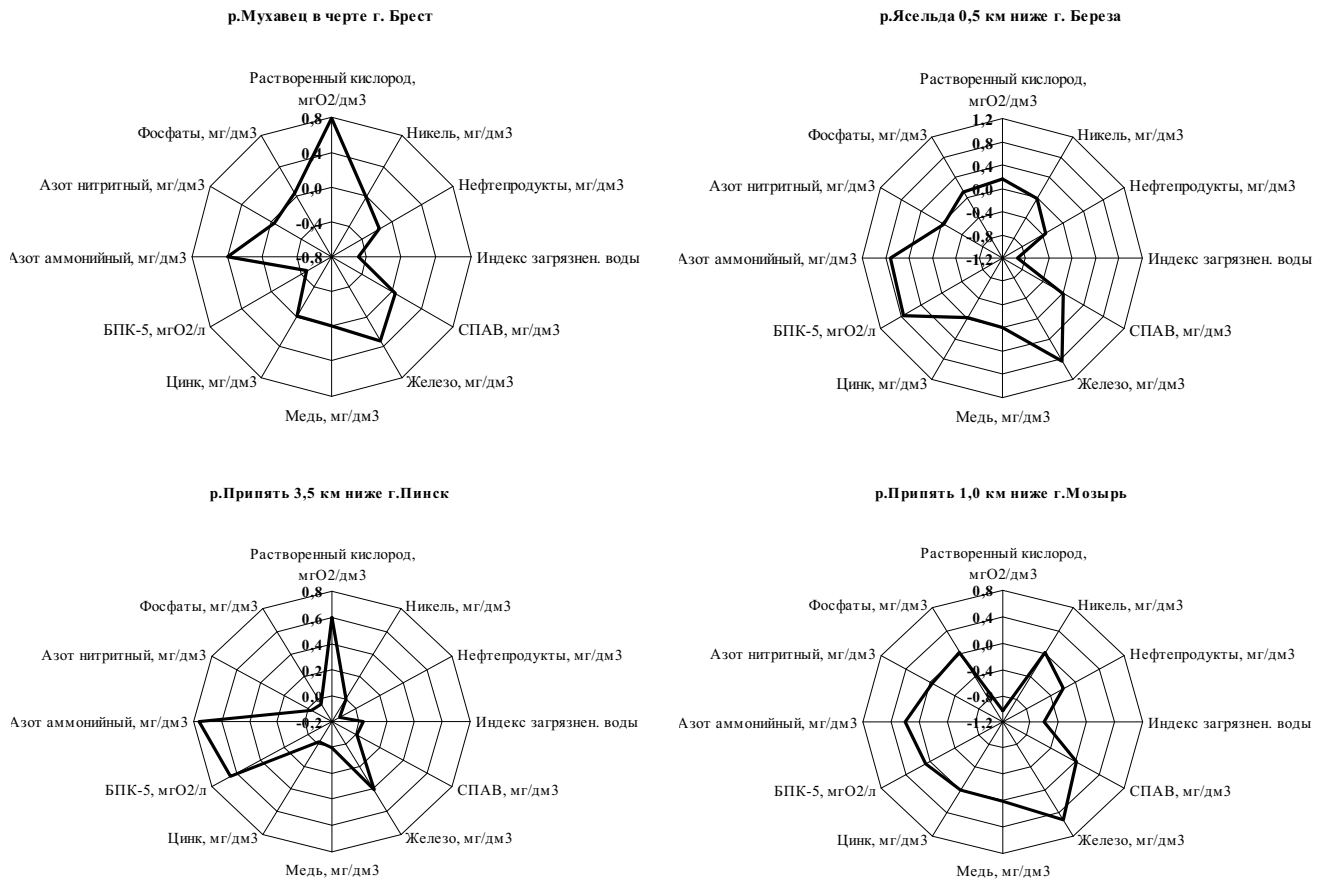 р.Мухавец в черте г. Брест
Растворенный кислород,
мгО2/дм3
Никель, мг/дм3
Нефтепродукты, мг/дм3
Индекс загрязнен. воды
СПАВ, мг/дм3
Железо, мг/дм3
Медь, мг/дм3
Цинк, мг/дм3
БПК-5, мгО2/л
Азот аммонийный, мг/дм3
Азот нитритный, мг/дм3
Фосфаты, мг/дм3
0,8
0,4
0,0
-0,4
-0,8
р.Ясельда 0,5 км ниже г. Береза
Растворенный кислород,
мгО2/дм3
Никель, мг/дм3
Нефтепродукты, мг/дм3
Индекс загрязнен. воды
СПАВ, мг/дм3
Железо, мг/дм3
Медь, мг/дм3
Цинк, мг/дм3
БПК-5, мгО2/л
Азот аммонийный, мг/дм3
Азот нитритный, мг/дм3
Фосфаты, мг/дм3
1,2
0,8
0,4
0,0
-0,4
-0,8
-1,2
р.Припять 3,5 км ниже г.Пинск
Растворенный кислород,
мгО2/дм3
Никель, мг/дм3
Нефтепродукты, мг/дм3
Индекс загрязнен. воды
СПАВ, мг/дм3
Железо, мг/дм3
Медь, мг/дм3
Цинк, мг/дм3
БПК-5, мгО2/л
Азот аммонийный, мг/дм3
Азот нитритный, мг/дм3
Фосфаты, мг/дм3
0,8
0,6
0,4
0,2
0,0
-0,2
р.Припять 1,0 км ниже г.Мозырь
Растворенный кислород,
мгО2/дм3
Никель, мг/дм3
Нефтепродукты, мг/дм3
Индекс загрязнен. воды
СПАВ, мг/дм3
Железо, мг/дм3
Медь, мг/дм3
Цинк, мг/дм3
БПК-5, мгО2/л
Азот аммонийный, мг/дм3
Азот нитритный, мг/дм3
Фосфаты, мг/дм3
0,8
0,4
0,0
-0,4
-0,8
-1,2